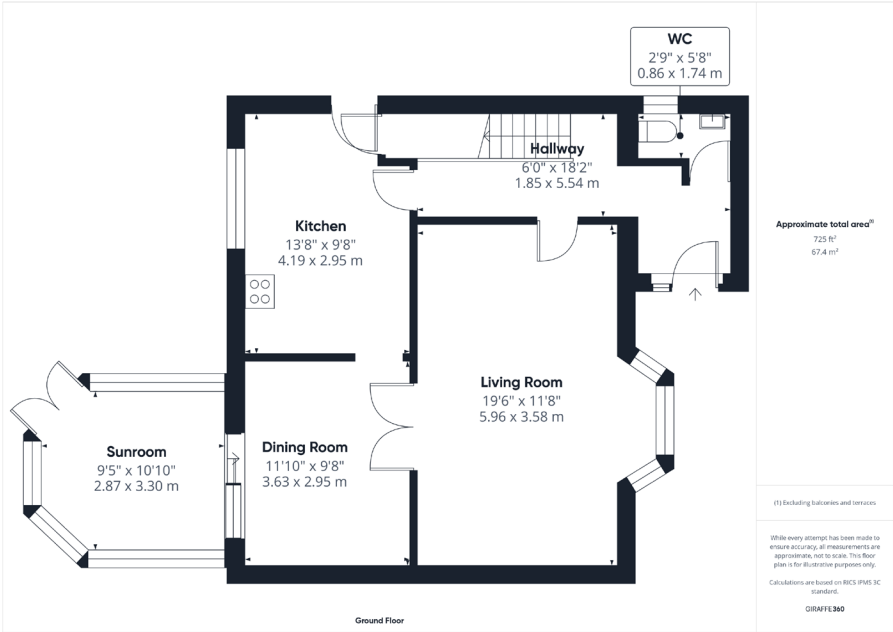 WC
2'9" x 5'8"
0.86 x 1.74 m
Hallway
6'0" x 18'2"
1.85 x 5.54 m
Kitchen
13'8" x 9'8"
4.19 x 2.95 m
Approximate total area(1)
725 ft²
67.4 m²
Living Room
19'6" x 11'8"
5.96 x 3.58 m
Sunroom
9'5" x 10'10"
2.87 x 3.30 m
Dining Room
11'10" x 9'8"
3.63 x 2.95 m
(1) Excluding balconies and terraces
While every attempt has been made to
ensure accuracy, all measurements are
approximate, not to scale. This floor
plan is for illustrative purposes only.
Calculations are based on RICS IPMS 3C
standard.
GIRAFFE360
Ground Floor